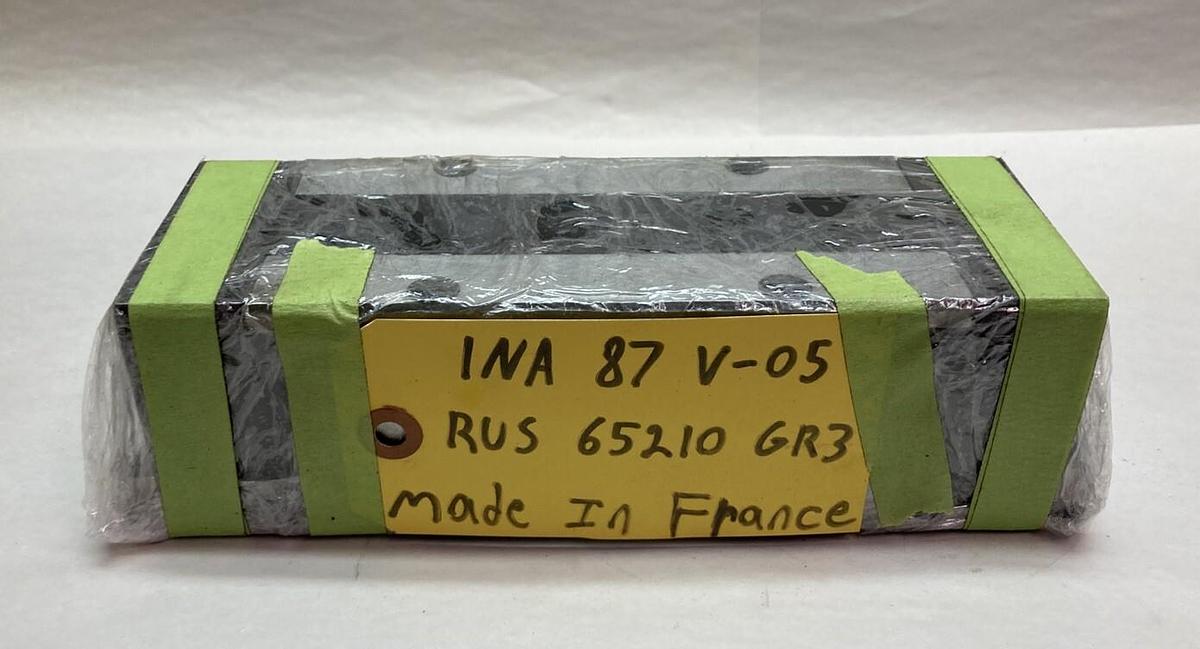 INA 87 V-05
RUS 65210 GR3
made In France